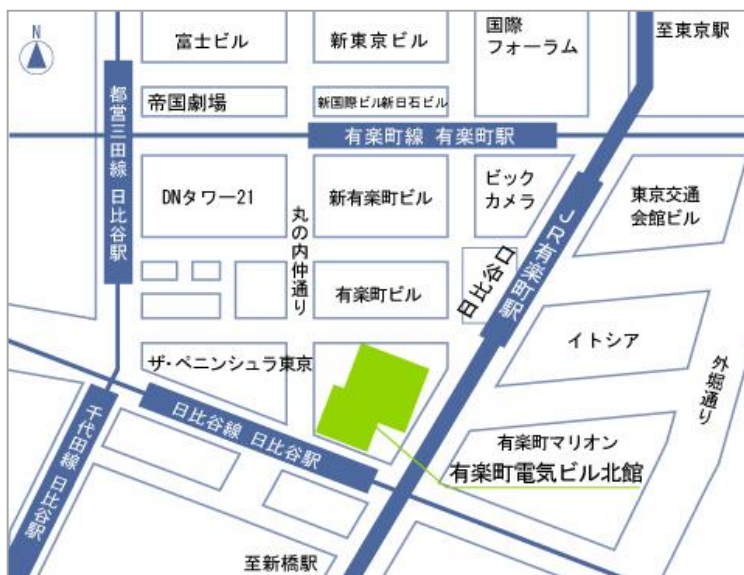 N
富士ビル
新東京ビル
国際
フォーラム
至東京駅
帝国劇場
新国際ビル新日石ビル
都営三田線 日比谷駅
有楽町線 有楽町駅
DNタワー21
丸の内仲通り
新有楽町ビル
ビック
カメラ
東京交通
会館ビル
JR有楽町駅
日比谷口
有楽町ビル
イトシア
外堀通り
ザ・ペニンシュラ東京
日比谷線 日比谷駅
千代田線 日比谷駅
有楽町マリオン
有楽町電気ビル北館
至新橋駅